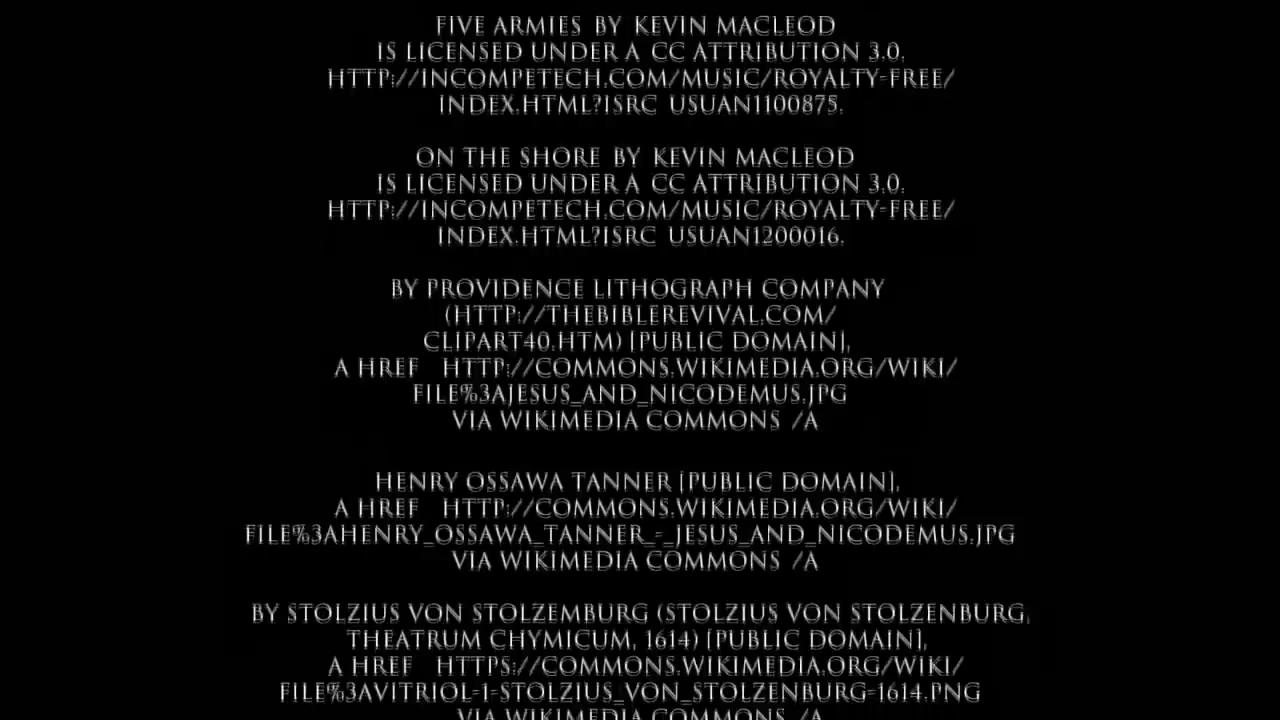 FIVE ARMIES BY KEVIN MACLEOD
IS LICENSED UNDER A CC ATTRIBUTION 3.0.
HTTP://INCOMPETECH.COM/MUSIC/ROYALTY-FREE/
INDEX.HTML?ISRC USUAN1100875.
ON THE SHORE BY KEVIN MACLEOD
IS LICENSED UNDER A CC ATTRIBUTION 3.0.
HTTP://INCOMPETECH.COM/MUSIC/ROYALTY-FREE/
INDEX.HTML?ISRC USUAN1200016.
BY PROVIDENCE LITHOGRAPH COMPANY
(HTTP://THEBIBLEREVIVAL.COM/
CLIPART40.HTM) [PUBLIC DOMAIN],
A HREF HTTP://COMMONS.WIKIMEDIA.ORG/WIKI/
FILE%3AJESUS_AND_NICODEMUS.JPG
VIA WIKIMEDIA COMMONS /A
HENRY OSSAWA TANNER [PUBLIC DOMAIN],
A HREF HTTP://COMMONS.WIKIMEDIA.ORG/WIKI/
FILE%3AHENRY_OSSAWA_TANNER_-_JESUS_AND_NICODEMUS.JPG
VIA WIKIMEDIA COMMONS /A
BY STOLZIUS VON STOLZEMBURG (STOLZIUS VON STOLZENBURG,
THEATRUM CHYMICUM, 1614) [PUBLIC DOMAIN],
A HREF HTTPS://COMMONS.WIKIMEDIA.ORG/WIKI/
FILE%3AVITRIOL-1-STOLZIUS_VON_STOLZENBURG-1614.PNG
VIA WIKIMEDIA COMMONS /A